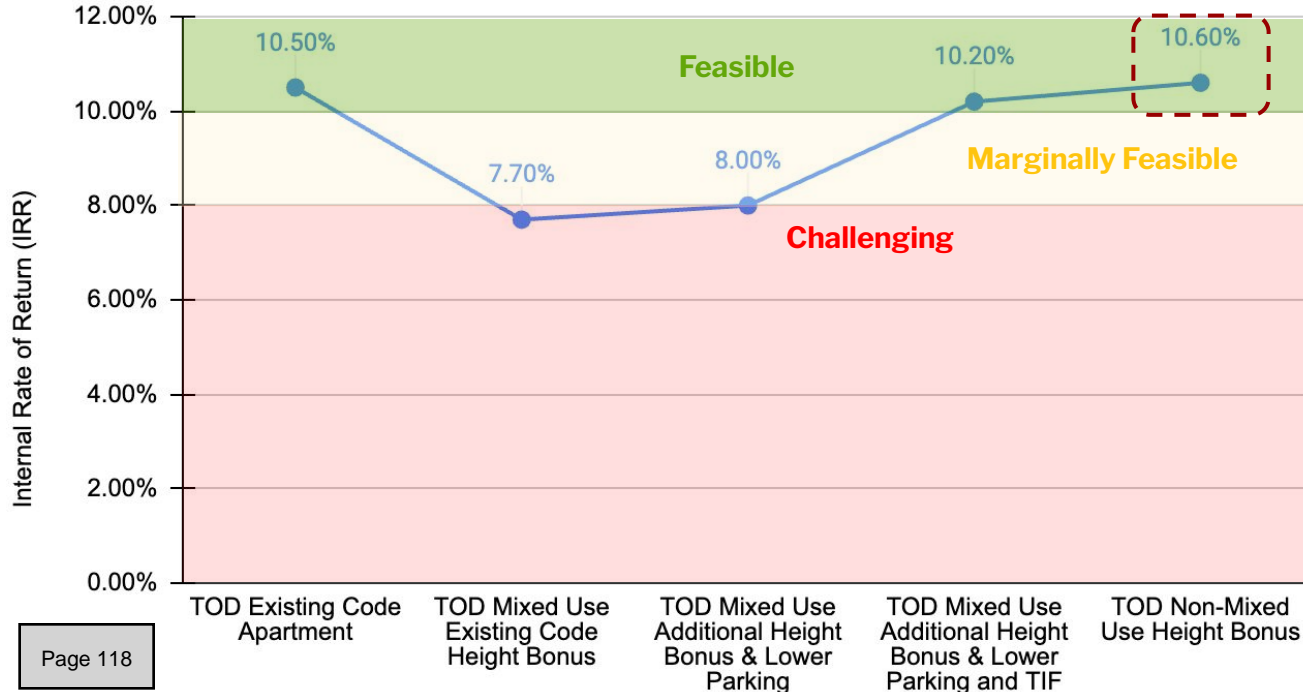 12.00%
10.00%
8.00%
6.00%
4.00%
2.00%
0.00%
Internal Rate of Return (IRR)
10.50%
7.70%
8.00%
10.20%
10.60%
Feasible
Marginally Feasible
Challenging
TOD Existing Code
Apartment
TOD Mixed Use
Existing Code
Height Bonus
TOD Mixed Use
Additional Height
Bonus & Lower
Parking
TOD Mixed Use
Additional Height
Bonus & Lower
Parking and TIF
TOD Non-Mixed
Use Height Bonus
Page 118